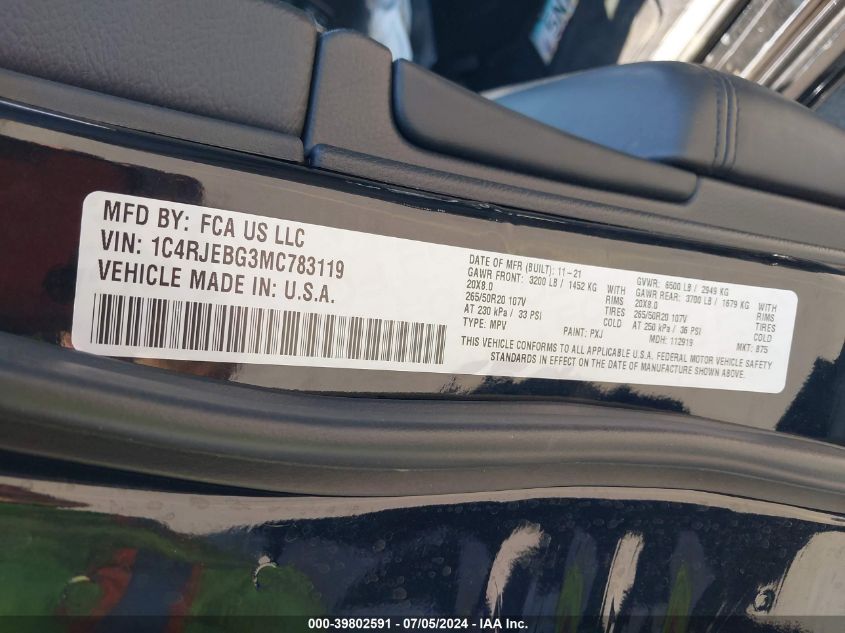 MFD BY: FCA US LLC
VIN: 1C4RJEBG3MC783119
VEHICLE MADE IN: U.S.A.
DATE OF MFR (BUILT): 11-21 GVWR: 6500 LB / 2949 KG
GAWR FRONT: 3200 LB / 1452 KG WITH GAWR REAR: 3700 LB / 1679 KG WITH
20X8.0 RIMS 20X8.0 RIMS
265/50R20 107V TIRES 265/50R20 107V TIRES
AT 230 kPa / 33 PSI COLD AT 250 kPa / 36 PSI COLD
TYPE: MPV PAINT: PXJ MDH: 112919 MKT: 875
THIS VEHICLE CONFORMS TO ALL APPLICABLE U.S.A. FEDERAL MOTOR VEHICLE SAFETY
STANDARDS IN EFFECT ON THE DATE OF MANUFACTURE SHOWN ABOVE.
000-39802591 / 07/05/2024 / © IAA Inc.